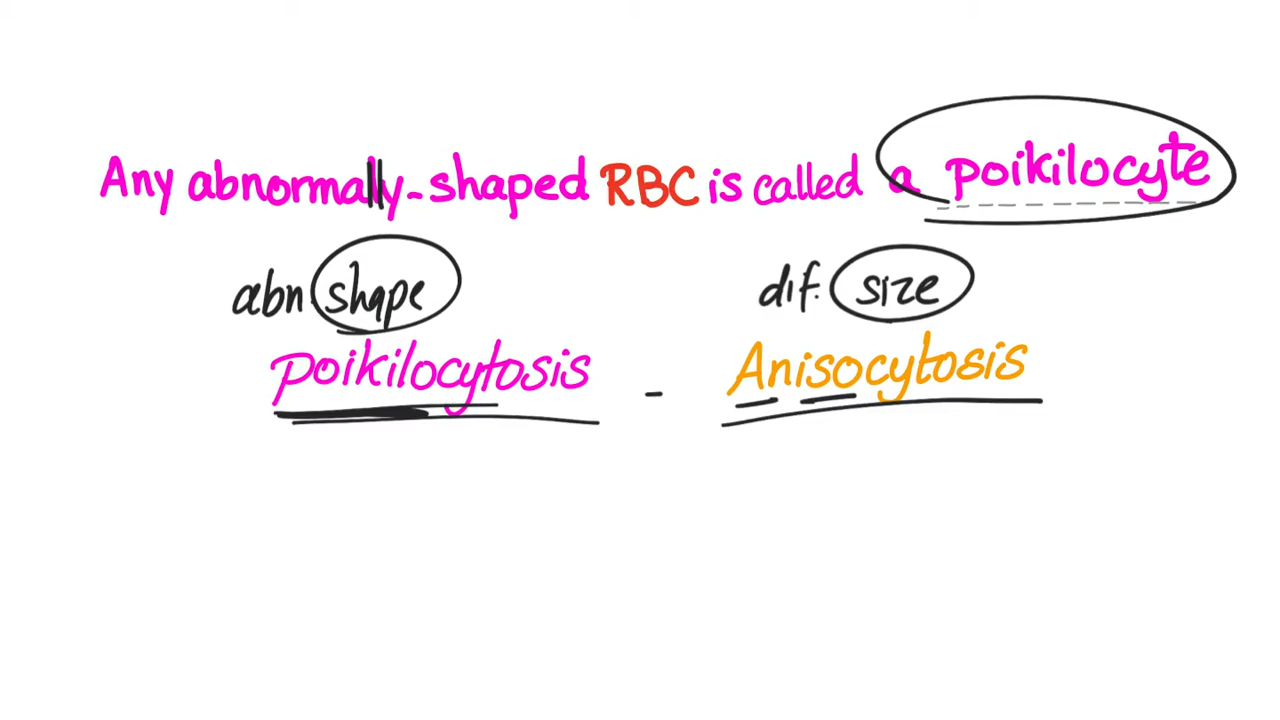 Any abnormally-shaped RBC is called a poikilocyte
abn. shape dif. size
poikilocytosis - Anisocytosis